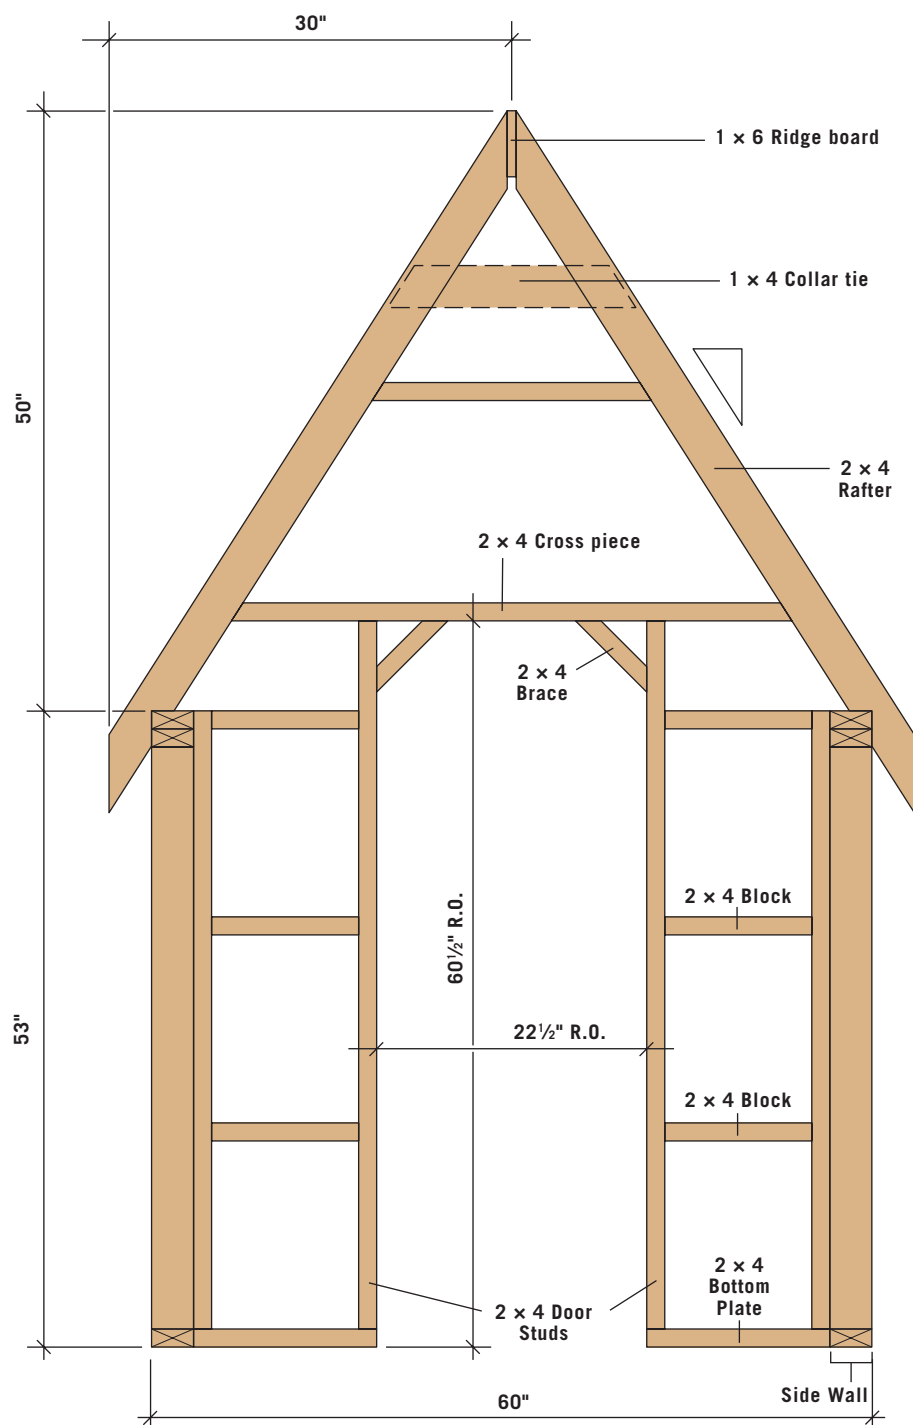 30"
1 × 6 Ridge board
1 × 4 Collar tie
50"
2 × 4
Rafter
2 × 4 Cross piece
2 × 4
Brace
2 × 4 Block
60½" R.O.
53"
22½" R.O.
2 × 4 Block
2 × 4
Bottom
Plate
2 × 4 Door
Studs
Side Wall
60"